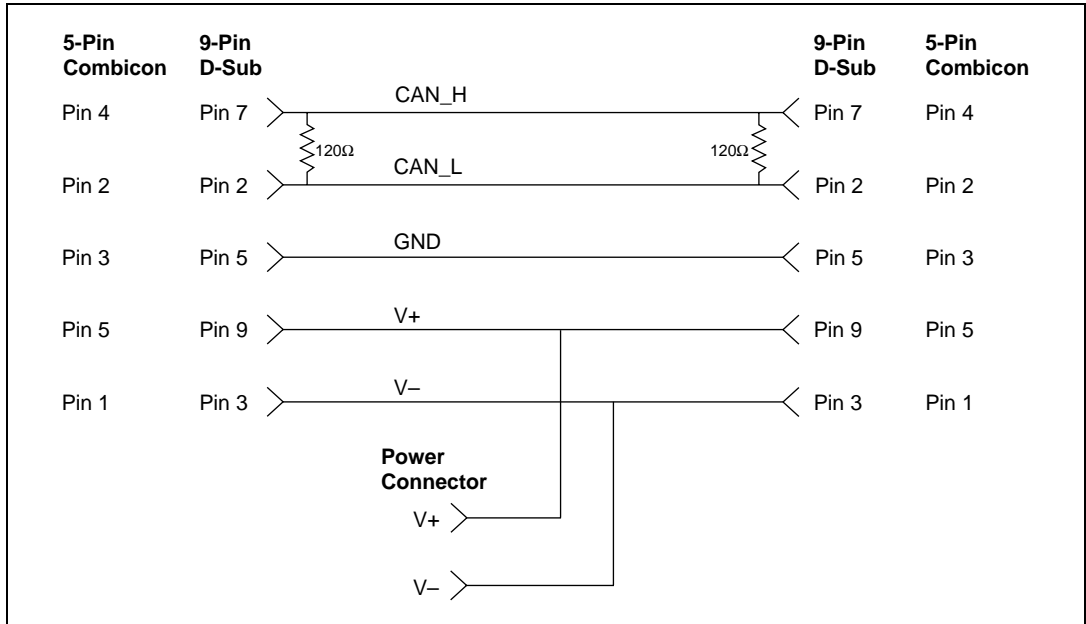 5-Pin Combicon 9-Pin D-Sub 9-Pin D-Sub 5-Pin Combicon
CAN_H
Pin 4 Pin 7 Pin 7 Pin 4
120Ω 120Ω
CAN_L
Pin 2 Pin 2 Pin 2 Pin 2
GND
Pin 3 Pin 5 Pin 5 Pin 3
V+
Pin 5 Pin 9 Pin 9 Pin 5
V–
Pin 1 Pin 3 Pin 3 Pin 1
Power
Connector
V+
V–